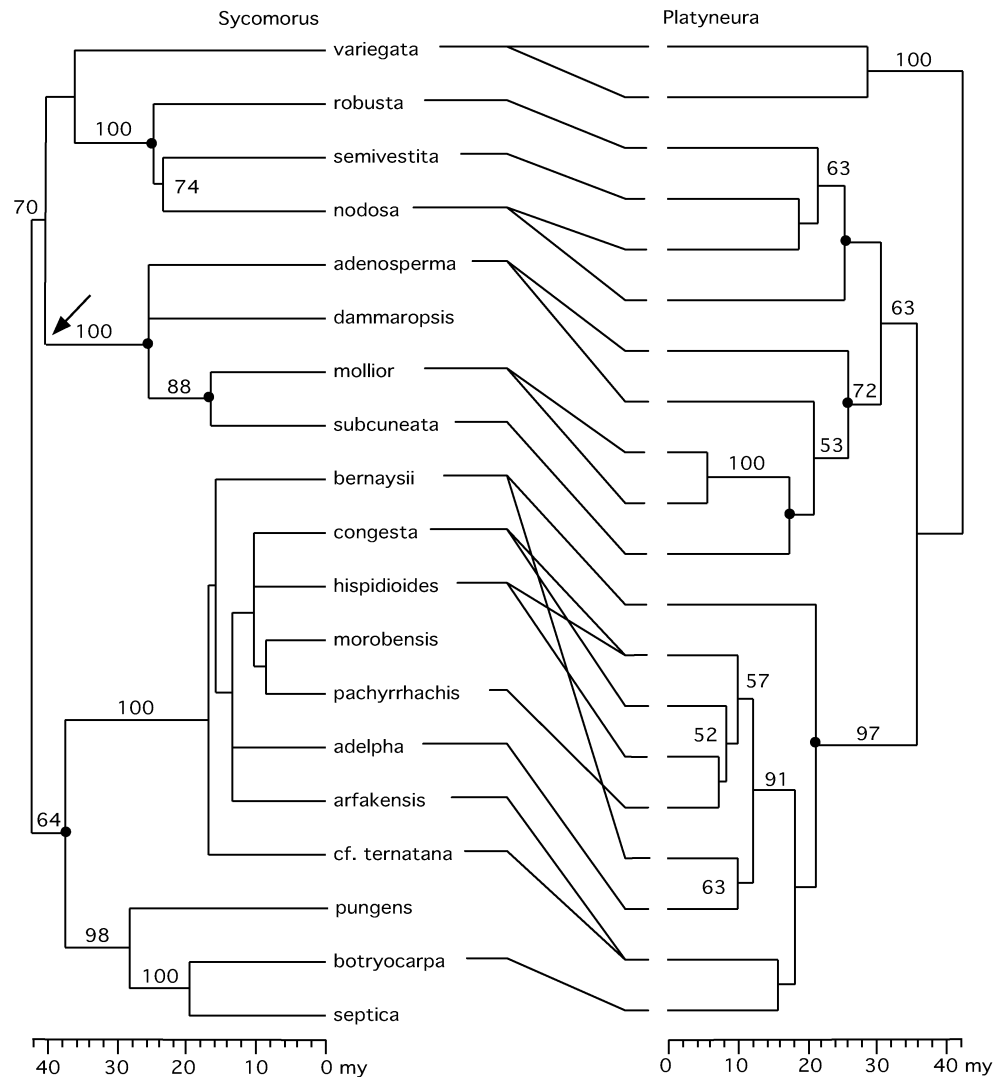 Sycomorus
Platyneura
variegata
100
robusta
100
semivestita
63
74
nodosa
70
adenosperma
63
dammaropsis
100
mollior
88
72
subcuneata
53
100
bernaysii
congesta
hispidioides
morobensis
57
pachyrrhachis
100
52
97
adelpha
91
arfakensis
64
cf. ternatana
63
pungens
98
botryocarpa
100
septica
40 30 20 10 0 my
0 10 20 30 40 my